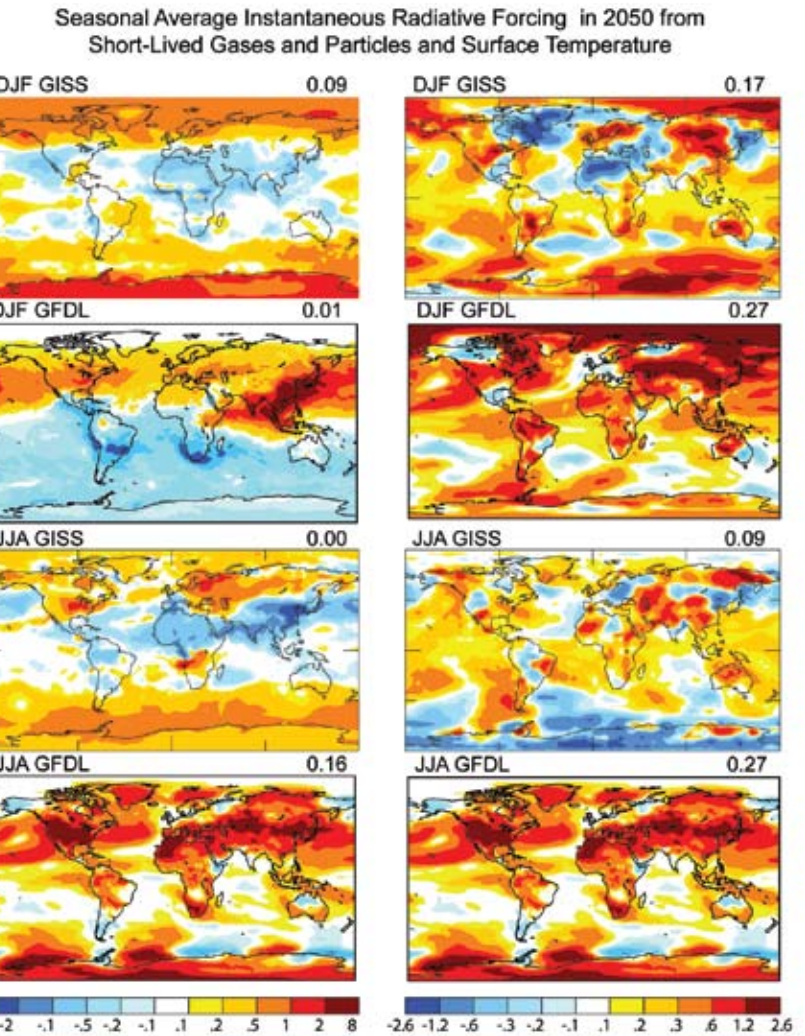 Seasonal Average Instantaneous Radiative Forcing in 2050 from
Short-Lived Gases and Particles and Surface Temperature
DJF GISS 0.09
DJF GISS 0.17
DJF GFDL 0.01
DJF GFDL 0.27
JJA GISS 0.00
JJA GISS 0.09
JJA GFDL 0.16
JJA GFDL 0.27
-2 -.1 -.5 -.2 -.1 .1 .2 .5 1 2 8
-2.6 -1.2 -.6 -.3 -.2 -.1 .1 .2 .3 .6 1.2 2.6